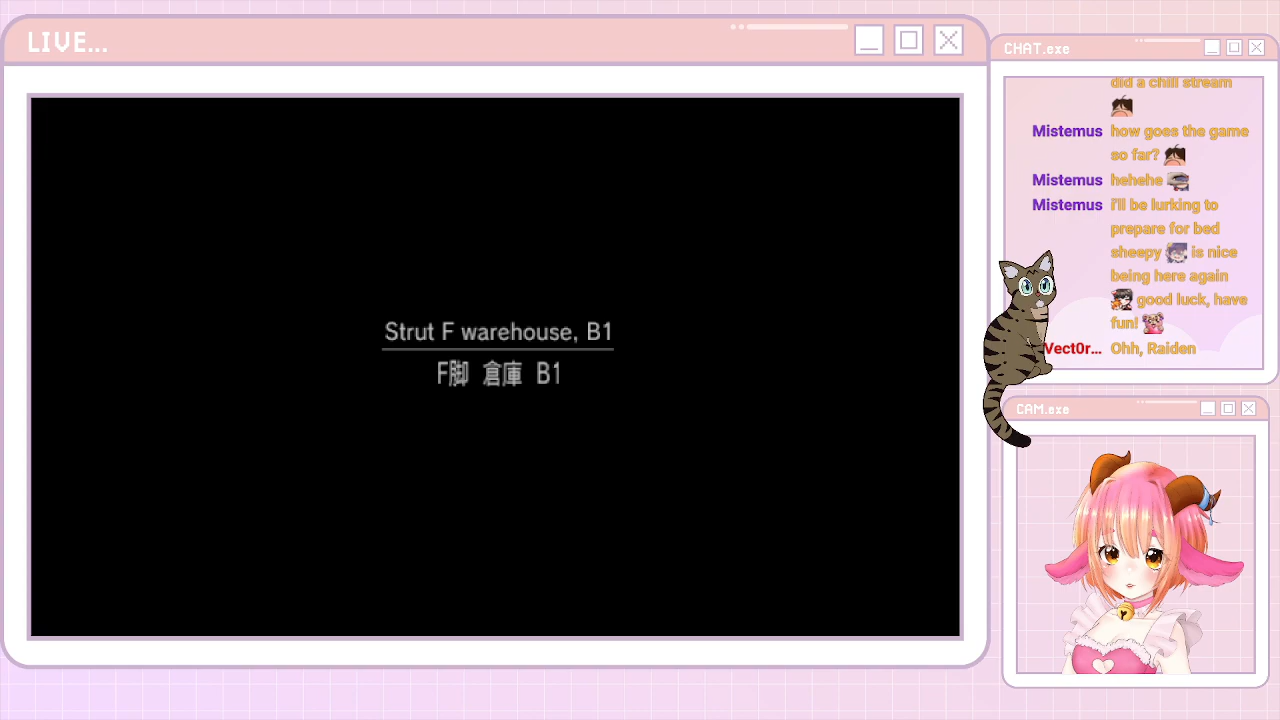 LIVE...
Strut F warehouse, B1
F脚 倉庫 B1
CHAT.exe
did a chill stream
Mistemus how goes the game
so far?
Mistemus hehehe
Mistemus i'll be lurking to
prepare for bed
sheepy is nice
being here again
good luck, have
fun!
Vect0r... Ohh, Raiden
CAM.exe